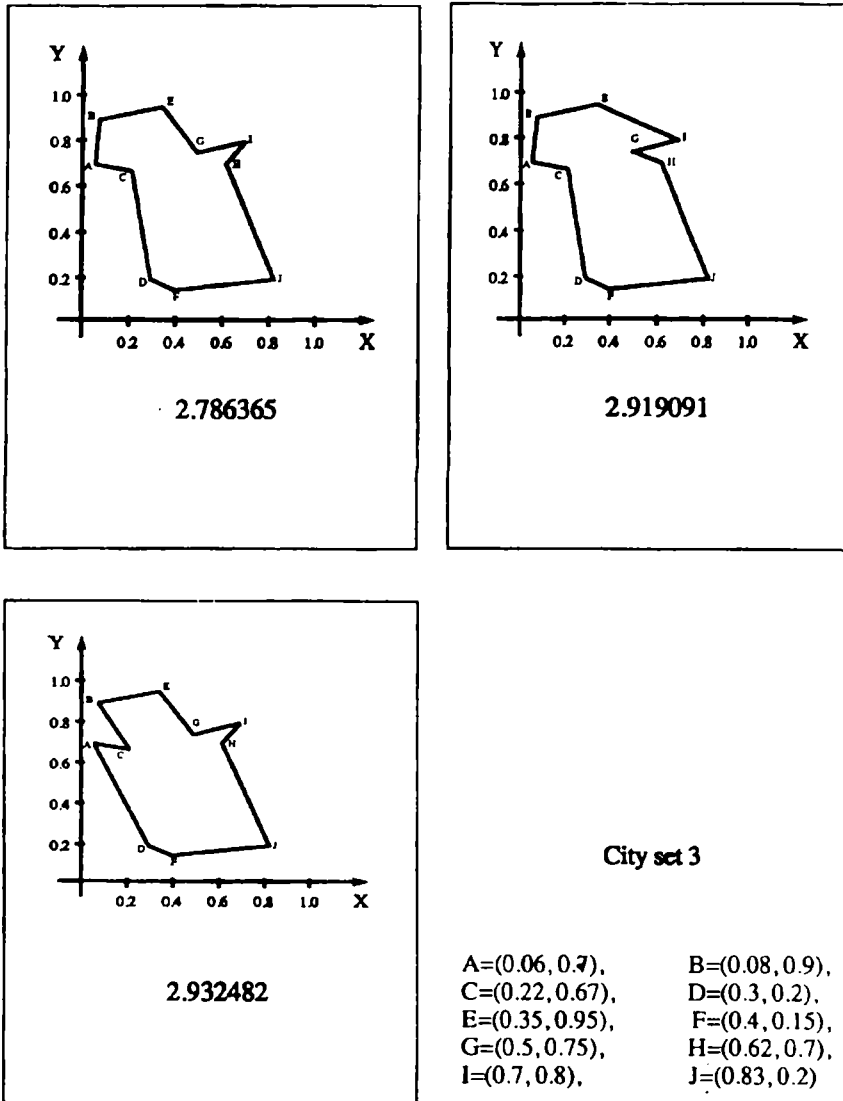 Y
1.0
E
B
0.8
G
I
A
H
0.6
C
0.4
0.2
D
F
J
0.2 0.4 0.6 0.8 1.0
X
2.786365
Y
1.0
E
B
0.8
G
I
A
H
C
0.6
0.4
0.2
D
F
J
0.2 0.4 0.6 0.8 1.0
X
2.919091
Y
1.0
E
B
0.8
G
I
A
C
H
0.6
0.4
0.2
D
F
J
0.2 0.4 0.6 0.8 1.0
X
2.932482
City set 3
A=(0.06,0.7), B=(0.08,0.9),
C=(0.22,0.67), D=(0.3,0.2),
E=(0.35,0.95), F=(0.4,0.15),
G=(0.5,0.75), H=(0.62,0.7),
I=(0.7,0.8), J=(0.83,0.2)